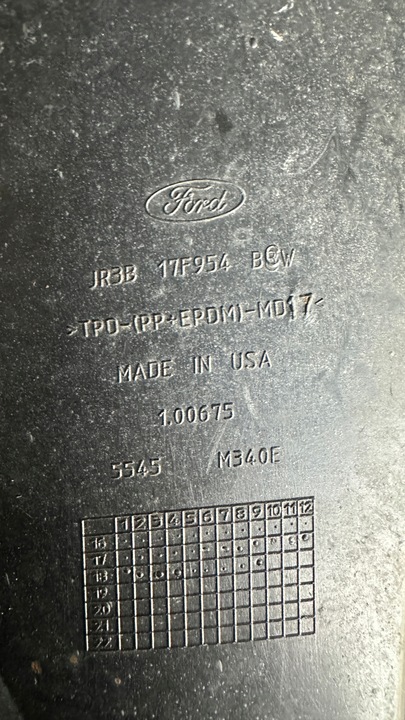 Ford
JR3B 17F954 BCW
>TPO-(PP+EPDM)-MD17<
MADE IN USA
1.00675
5545 M340E
1 2 3 4 5 6 7 8 9 10 11 12
16
17
18
19
20
21
22